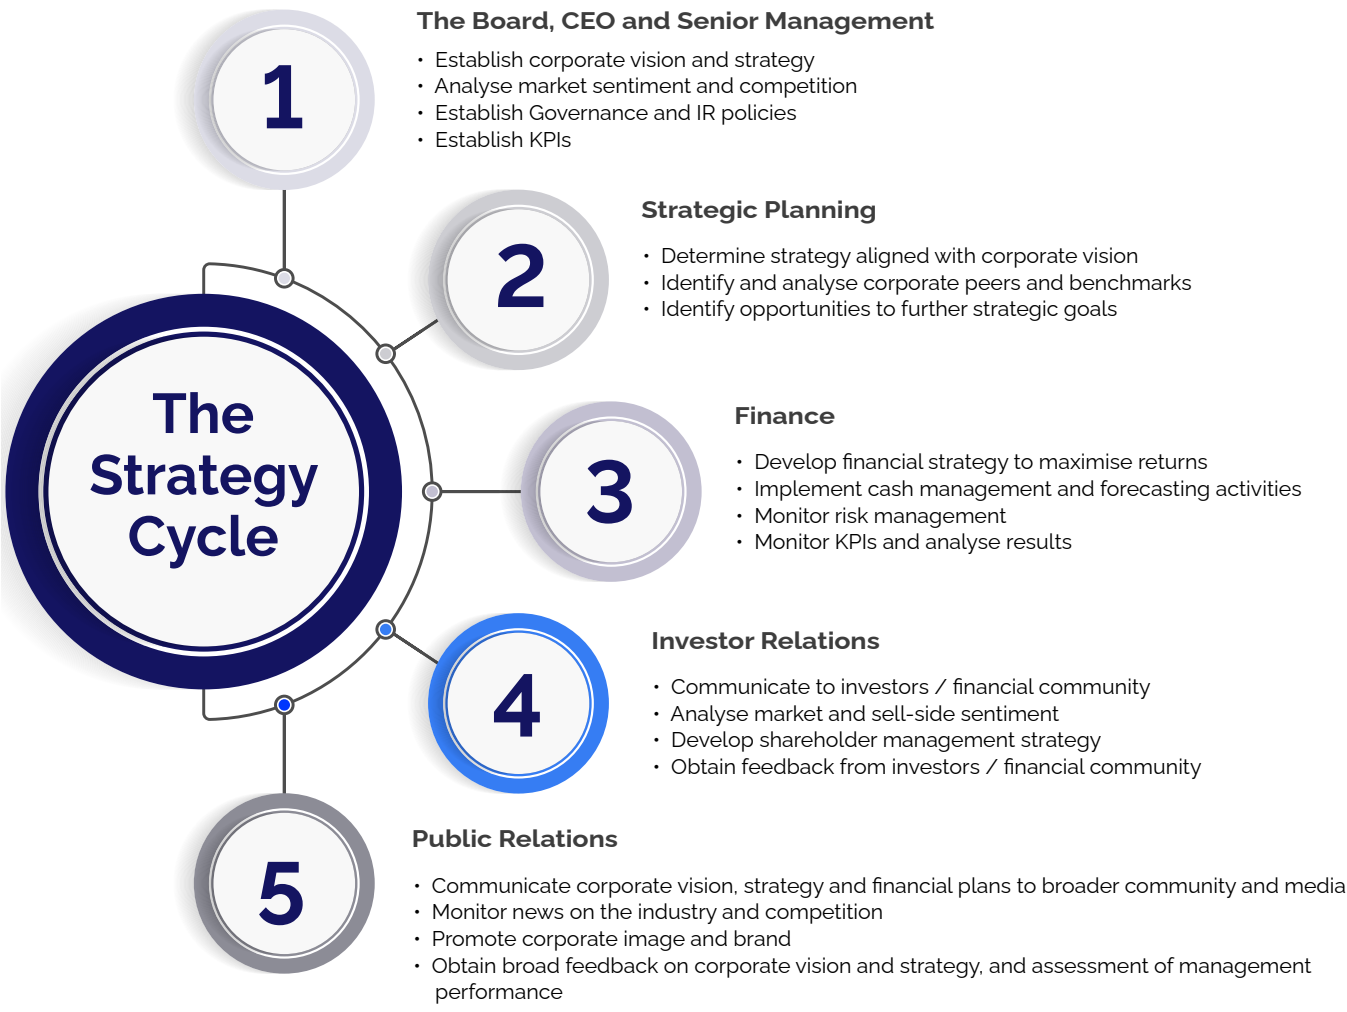 1
The Board, CEO and Senior Management
• Establish corporate vision and strategy
• Analyse market sentiment and competition
• Establish Governance and IR policies
• Establish KPIs
2
Strategic Planning
• Determine strategy aligned with corporate vision
• Identify and analyse corporate peers and benchmarks
• Identify opportunities to further strategic goals
The
Strategy
Cycle
3
Finance
• Develop financial strategy to maximise returns
• Implement cash management and forecasting activities
• Monitor risk management
• Monitor KPIs and analyse results
4
Investor Relations
• Communicate to investors / financial community
• Analyse market and sell-side sentiment
• Develop shareholder management strategy
• Obtain feedback from investors / financial community
5
Public Relations
• Communicate corporate vision, strategy and financial plans to broader community and media
• Monitor news on the industry and competition
• Promote corporate image and brand
• Obtain broad feedback on corporate vision and strategy, and assessment of management
performance